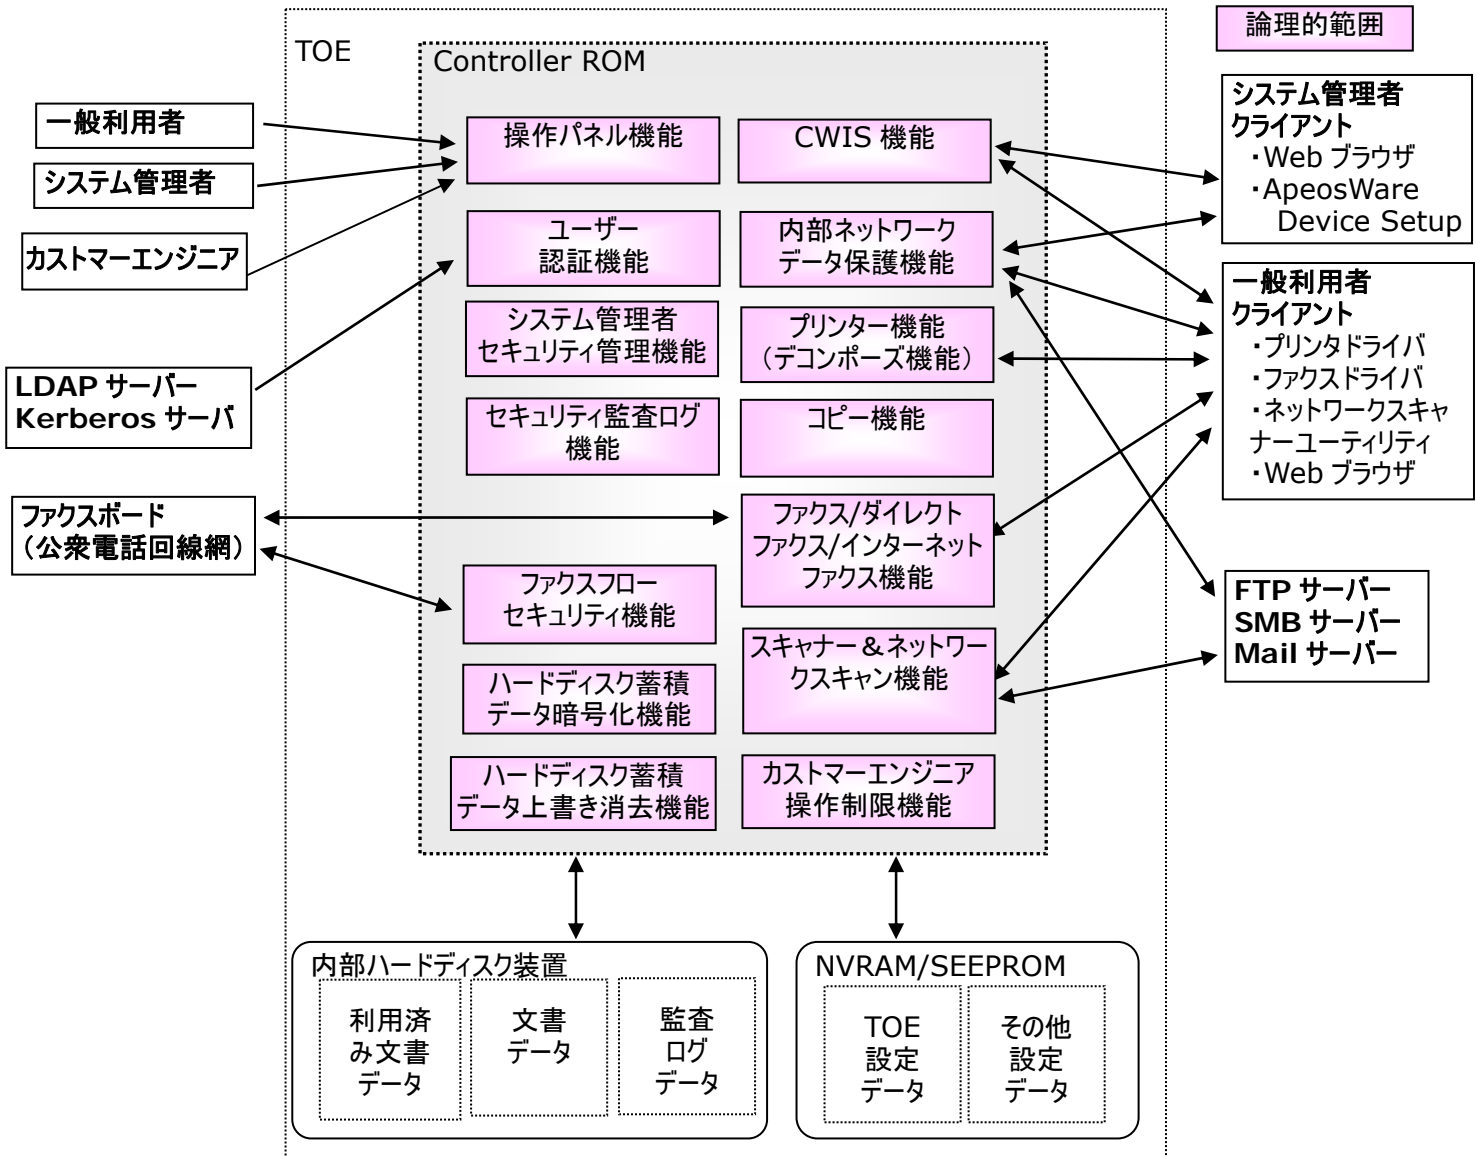 論理的範囲
TOE
Controller ROM
一般利用者
システム管理者
カストマーエンジニア
LDAP サーバー
Kerberos サーバ
ファクスボード
（公衆電話回線網）
操作パネル機能
ユーザー
認証機能
システム管理者
セキュリティ管理機能
セキュリティ監査ログ
機能
ファクスフロー
セキュリティ機能
ハードディスク蓄積
データ暗号化機能
ハードディスク蓄積
データ上書き消去機能
CWIS 機能
内部ネットワーク
データ保護機能
プリンター機能
（デコンポーズ機能）
コピー機能
ファクス/ダイレクト
ファクス/インターネット
ファクス機能
スキャナー＆ネットワー
クスキャン機能
カストマーエンジニア
操作制限機能
システム管理者
クライアント
・Web ブラウザ
・ApeosWare
Device Setup
一般利用者
クライアント
・プリンタドライバ
・ファクスドライバ
・ネットワークスキャ
ナーユーティリティ
・Web ブラウザ
FTP サーバー
SMB サーバー
Mail サーバー
内部ハードディスク装置
利用済
み文書
データ
文書
データ
監査
ログ
データ
NVRAM/SEEPROM
TOE
設定
データ
その他
設定
データ